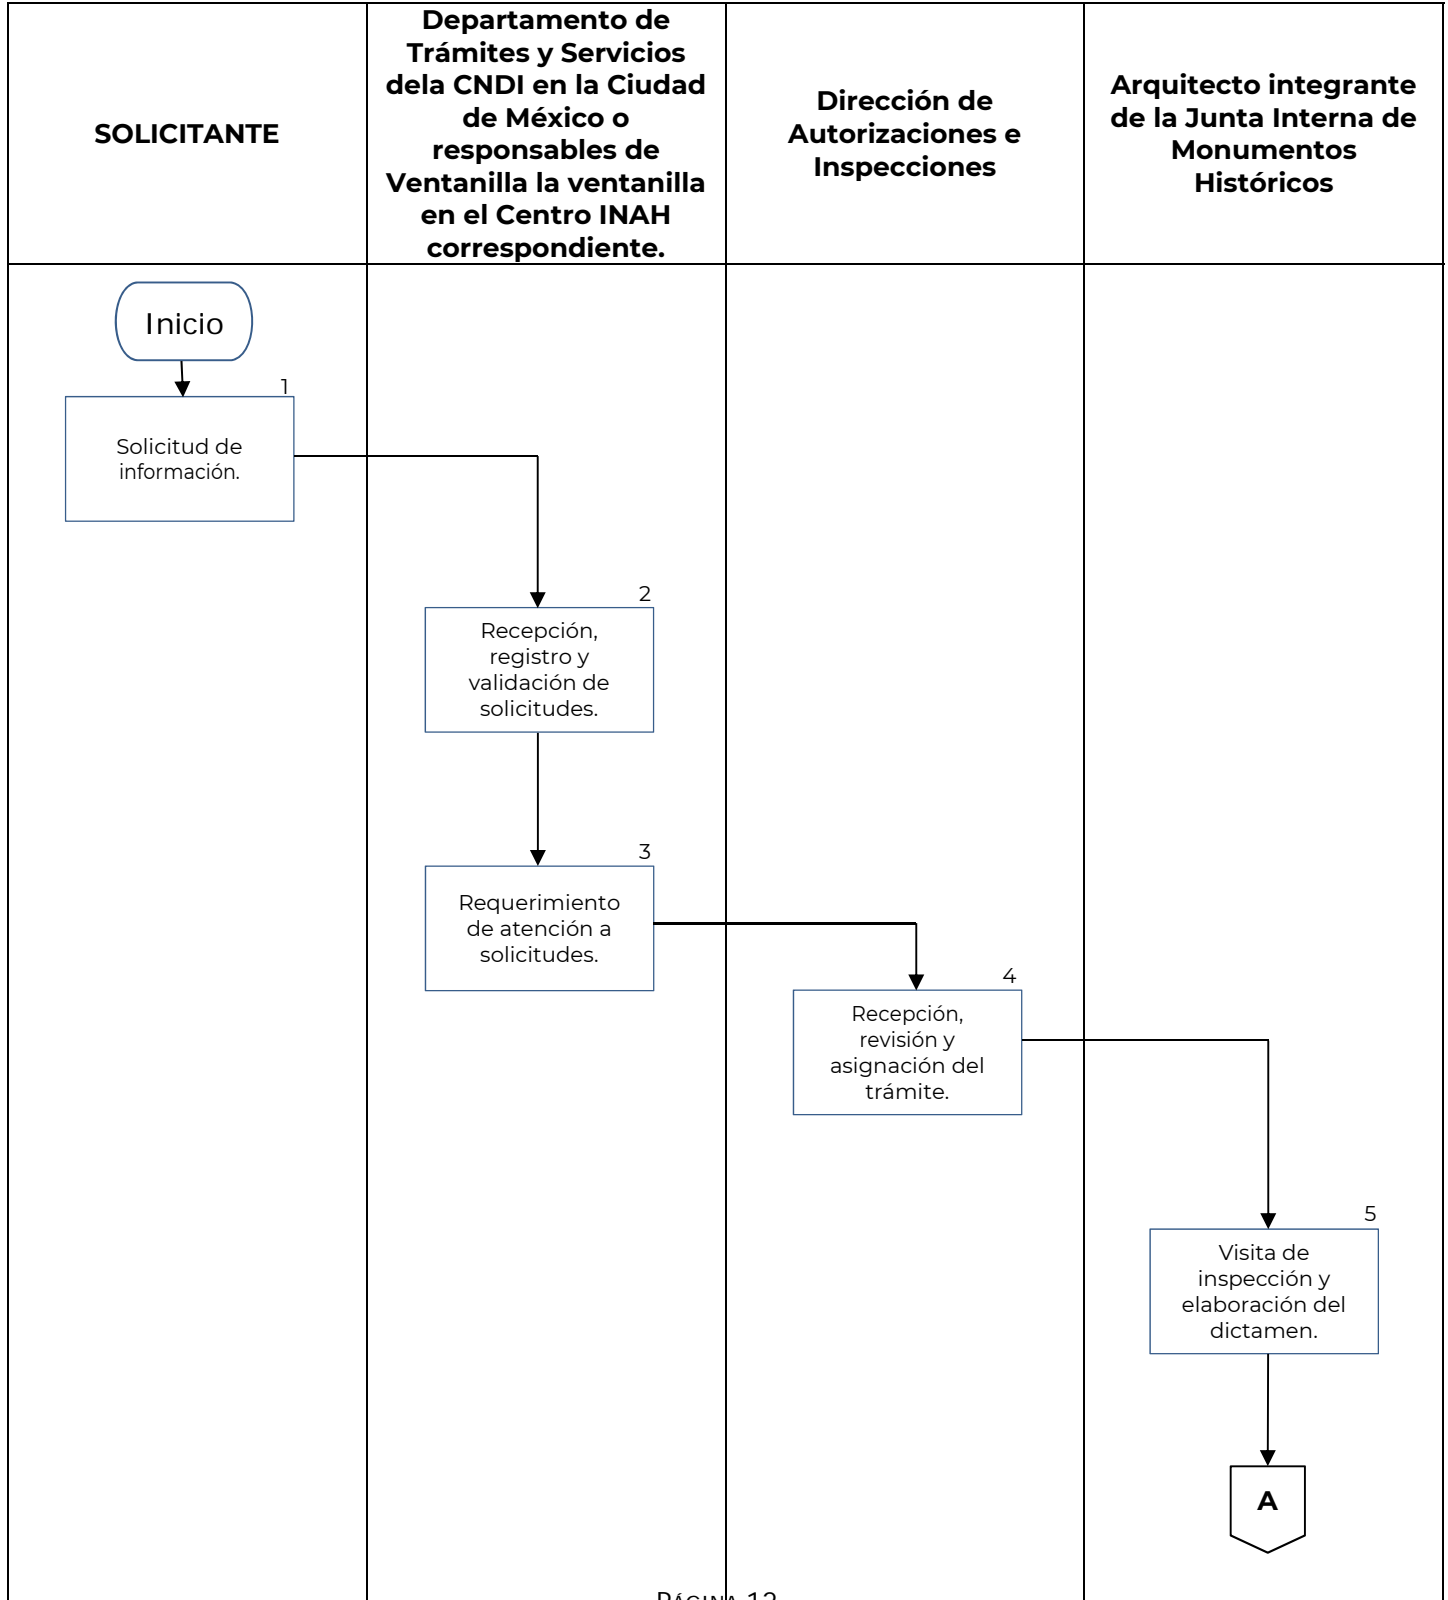 SOLICITANTE
Departamento de
Trámites y Servicios
dela CNDI en la Ciudad
de México o
responsables de
Ventanilla la ventanilla
en el Centro INAH
correspondiente.
Dirección de
Autorizaciones e
Inspecciones
Arquitecto integrante
de la Junta Interna de
Monumentos
Históricos
Inicio
1
Solicitud de
información.
2
Recepción,
registro y
validación de
solicitudes.
3
Requerimiento
de atención a
solicitudes.
4
Recepción,
revisión y
asignación del
trámite.
5
Visita de
inspección y
elaboración del
dictamen.
A
PÁGINA 12